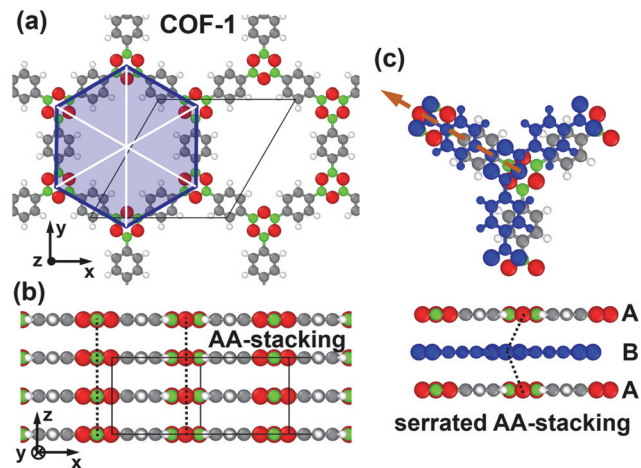 (a)
COF-1
y
z
x
(b)
AA-stacking
z
y
x
(c)
A
B
A
serrated AA-stacking